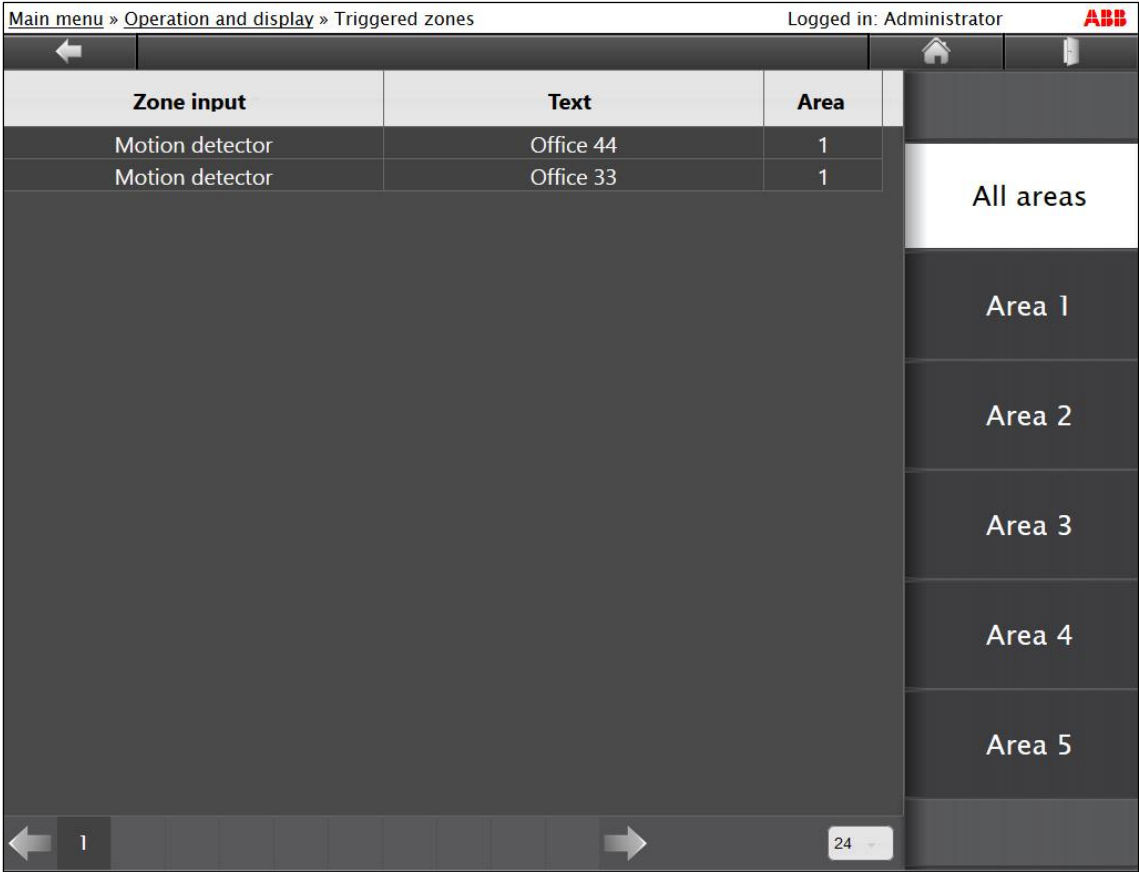 Main menu » Operation and display » Triggered zones Logged in: Administrator ABB
Zone input Text Area
Motion detector Office 44 1
Motion detector Office 33 1
All areas
Area 1
Area 2
Area 3
Area 4
Area 5
1 24